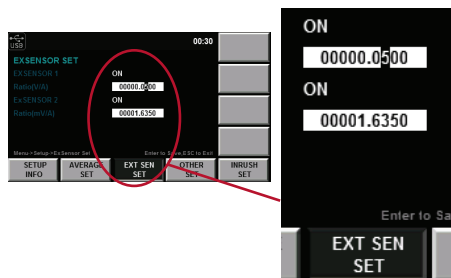 USB
00:30
EXSENSOR SET
EXSENSOR 1 ON
Ratio(V/A) 00000.0500
ExSENSOR 2 ON
Ratio(mV/A) 00001.6350
Menu->Setup->ExSensor Set Enter to Save ESC to Exit
SETUP INFO
AVERAGE SET
EXT SEN SET
OTHER SET
INRUSH SET
ON
00000.0500
ON
00001.6350
Enter to Sa
EXT SEN
SET